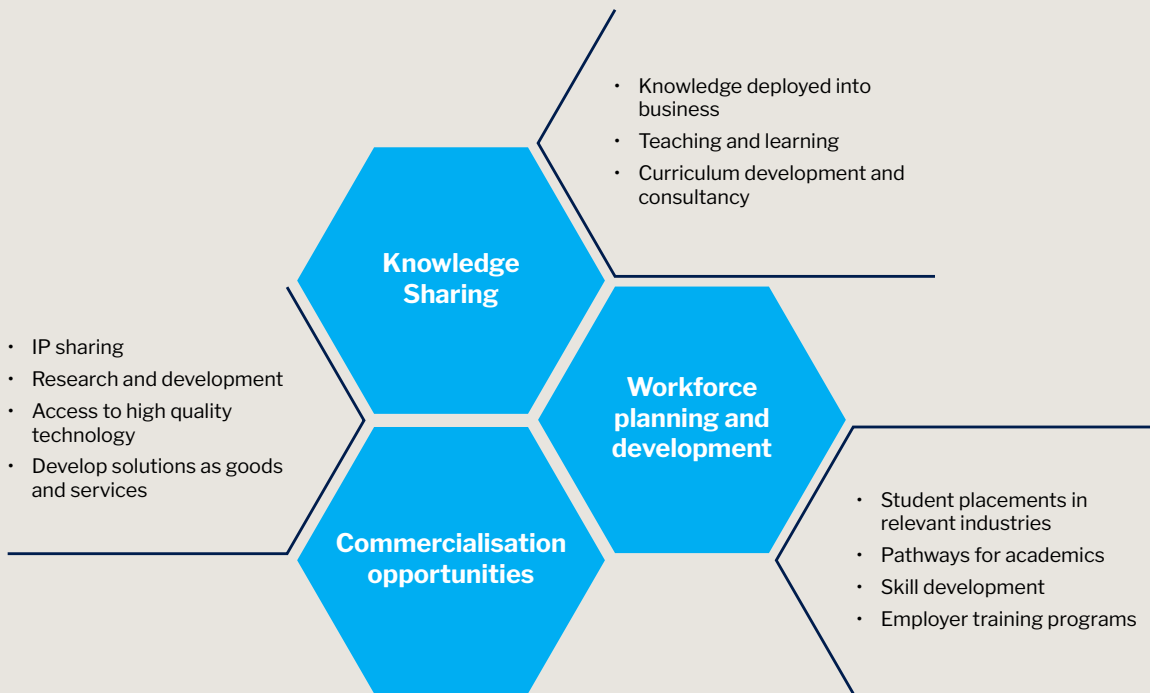 • Knowledge deployed into
business
• Teaching and learning
• Curriculum development and
consultancy
Knowledge
Sharing
• IP sharing
• Research and development
• Access to high quality
technology
• Develop solutions as goods
and services
Workforce
planning and
development
Commercialisation
opportunities
• Student placements in
relevant industries
• Pathways for academics
• Skill development
• Employer training programs